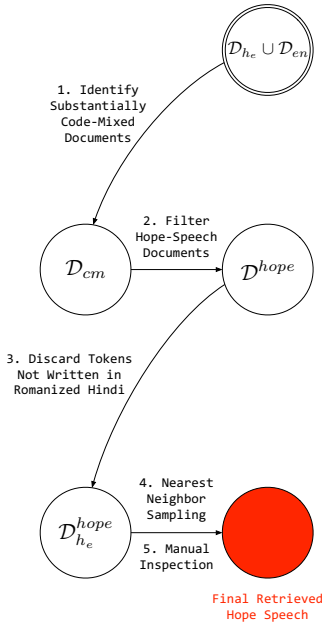 𝒟_{h_e} ∪ 𝒟_{en}
1. Identify
Substantially
Code-Mixed
Documents
𝒟_{cm}
2. Filter
Hope-Speech
Documents
𝒟^{hope}
3. Discard Tokens
Not Written in
Romanized Hindi
𝒟^{hope}_{h_e}
4. Nearest
Neighbor
Sampling
5. Manual
Inspection
Final Retrieved
Hope Speech